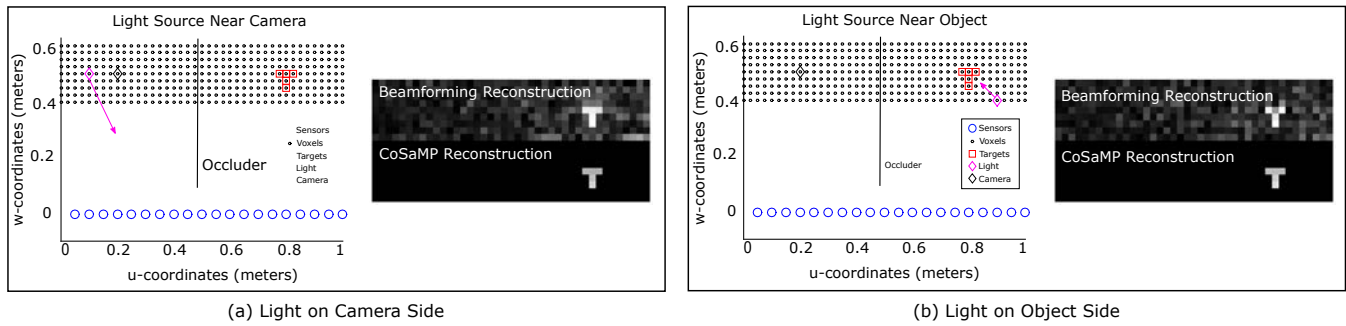 Light Source Near Camera
w-coordinates (meters)
0.6
0.4
0.2
0
Sensors
Voxels
Targets
Light
Camera
Occluder
0
0.2
0.4
0.6
0.8
1
u-coordinates (meters)
Beamforming Reconstruction
CoSaMP Reconstruction
(a) Light on Camera Side
Light Source Near Object
w-coordinates (meters)
0.6
0.4
0.2
0
Sensors
Voxels
Targets
Light
Camera
Occluder
0
0.2
0.4
0.6
0.8
1
u-coordinates (meters)
Beamforming Reconstruction
CoSaMP Reconstruction
(b) Light on Object Side